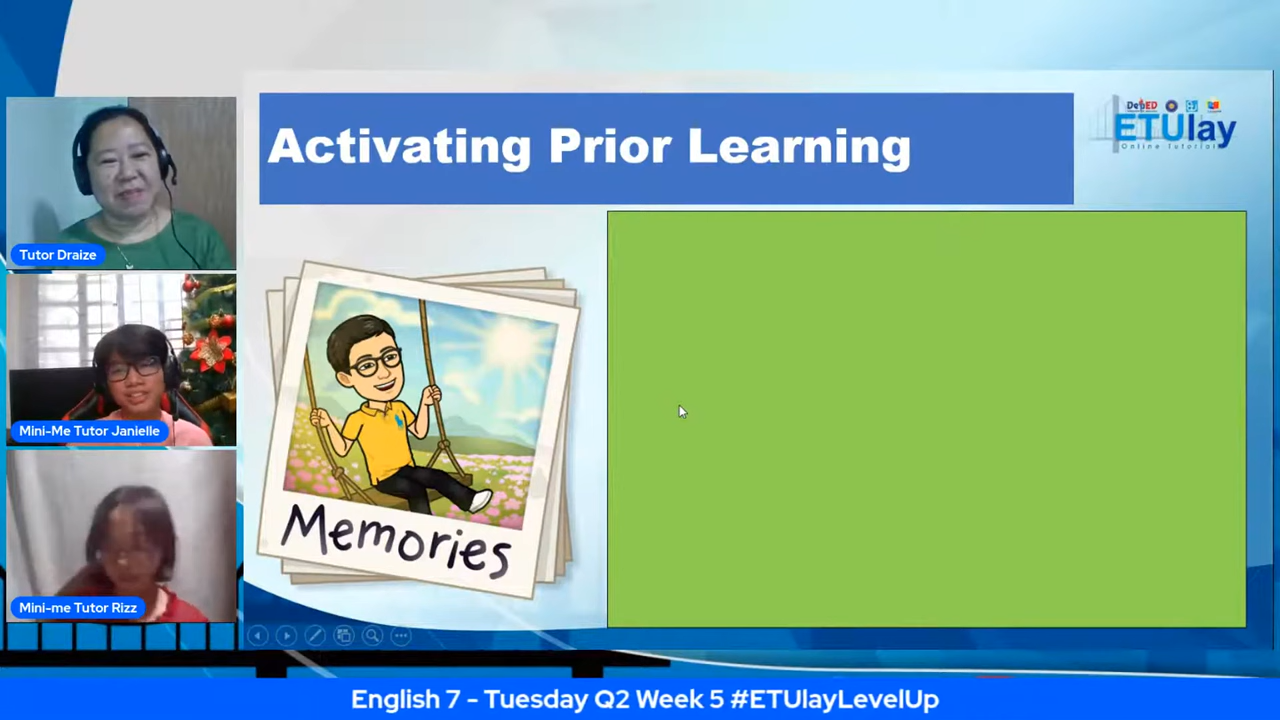 Activating Prior Learning
DepED
ETUlay
Online Tutorial
Tutor Draize
Mini-Me Tutor Janielle
Mini-me Tutor Rizz
Memories
English 7 - Tuesday Q2 Week 5 #ETUlayLevelUp